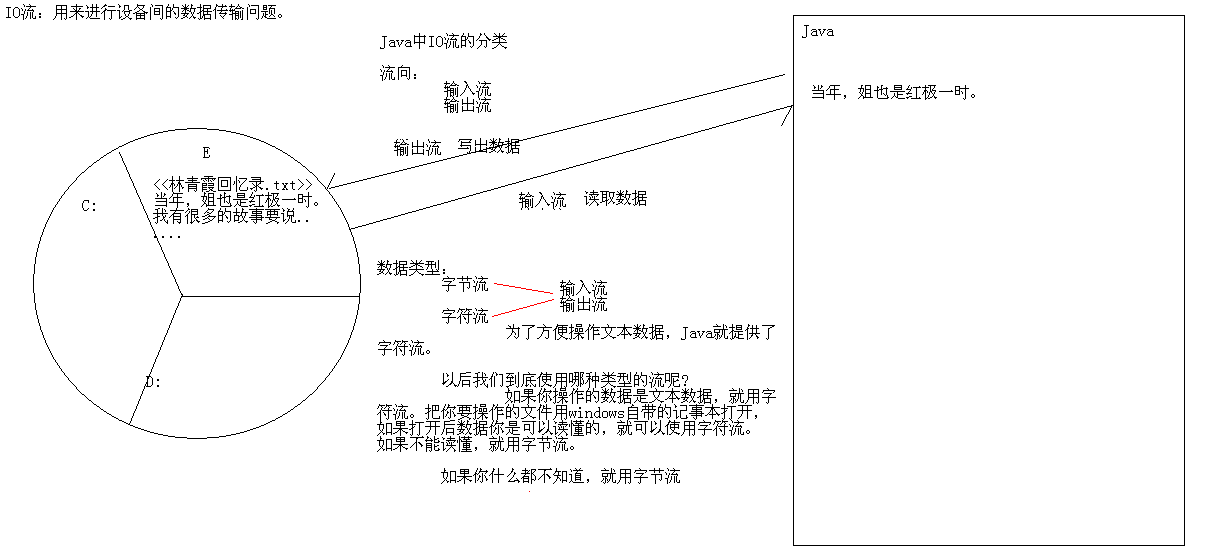 IO流：用来进行设备间的数据传输问题。
Java中IO流的分类
流向：
输入流
输出流
输出流 写出数据
输入流 读取数据
E
<<林青霞回忆录.txt>>
当年，姐也是红极一时。
我有很多的故事要说..
....
C:
D:
数据类型：
字节流
字符流
输入流
输出流
为了方便操作文本数据，Java就提供了
字符流。
以后我们到底使用哪种类型的流呢?
如果你操作的数据是文本数据，就用字
符流。把你要操作的文件用windows自带的记事本打开，
如果打开后数据你是可以读懂的，就可以使用字符流。
如果不能读懂，就用字节流。
如果你什么都不知道，就用字节流
Java
当年，姐也是红极一时。